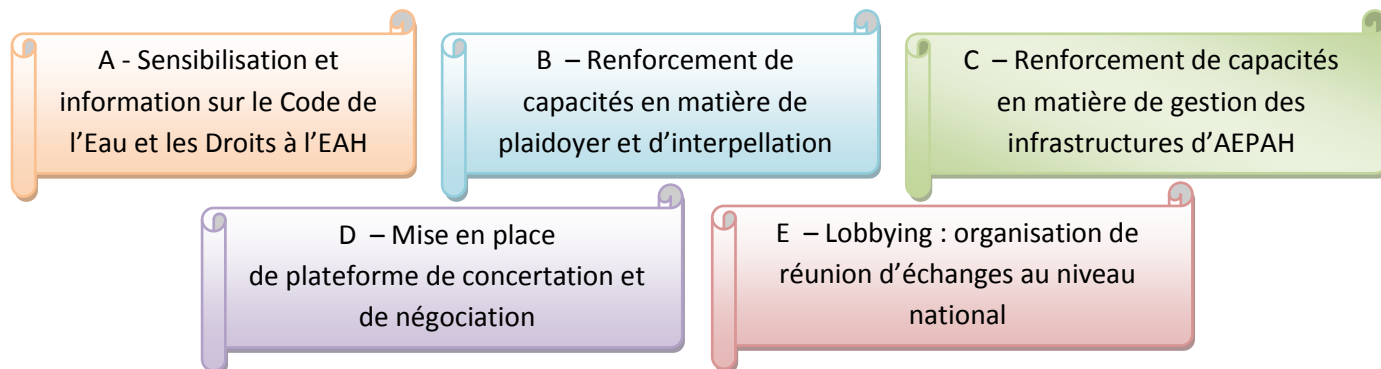 A - Sensibilisation et
information sur le Code de
l’Eau et les Droits à l’EAH
B – Renforcement de
capacités en matière de
plaidoyer et d’interpellation
C – Renforcement de capacités
en matière de gestion des
infrastructures d’AEPAH
D – Mise en place
de plateforme de concertation et
de négociation
E – Lobbying : organisation de
réunion d’échanges au niveau
national